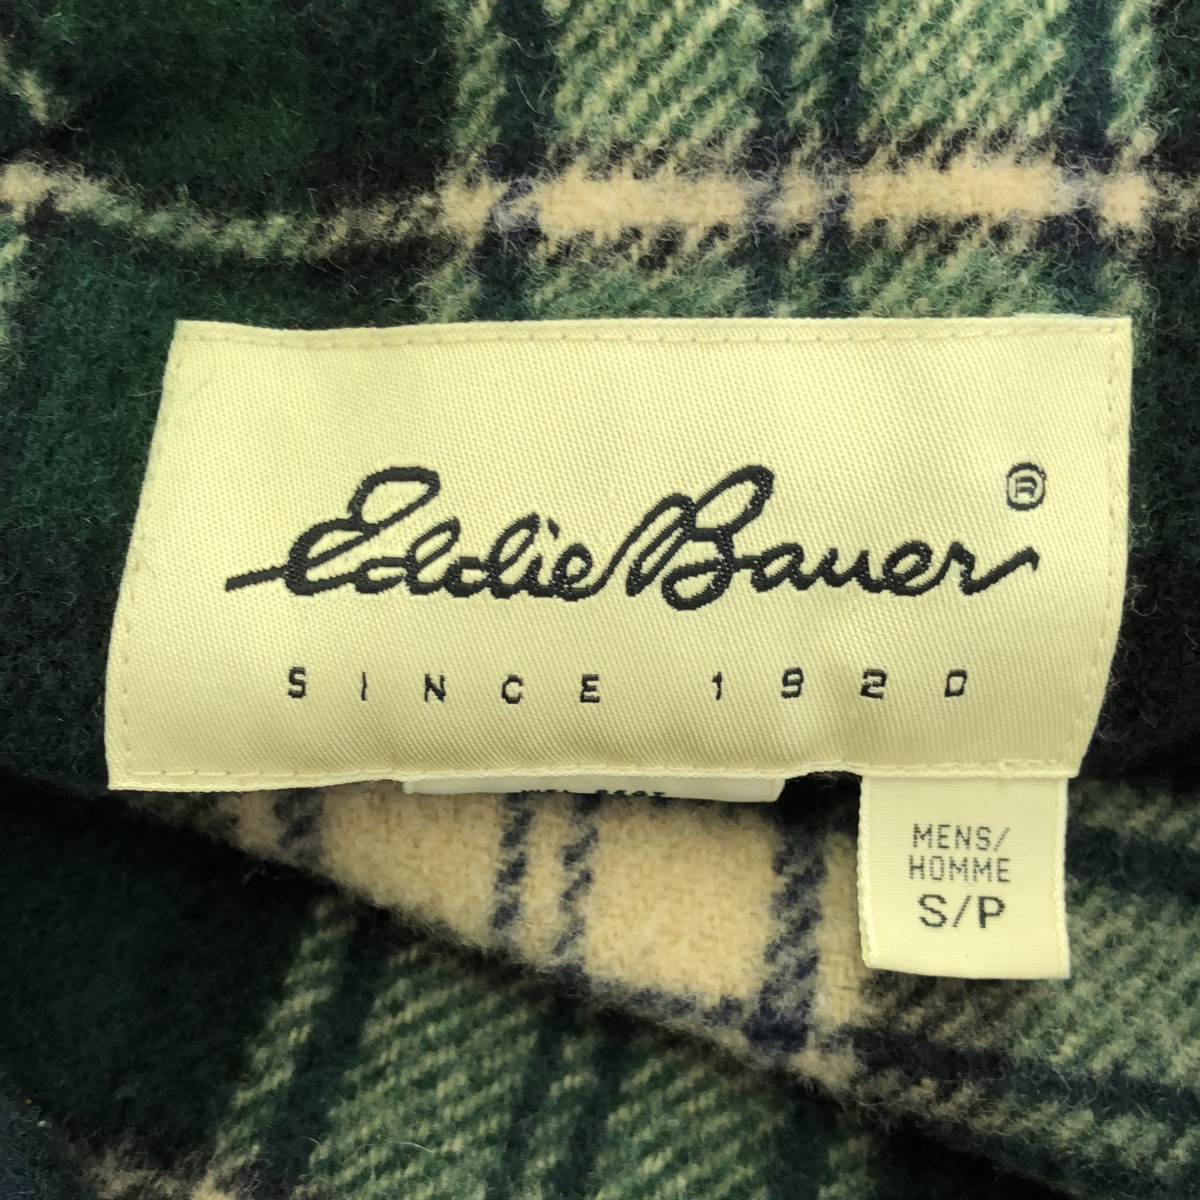 Eddie Bauer®
SINCE 1920
MENS/
HOMME
S/P